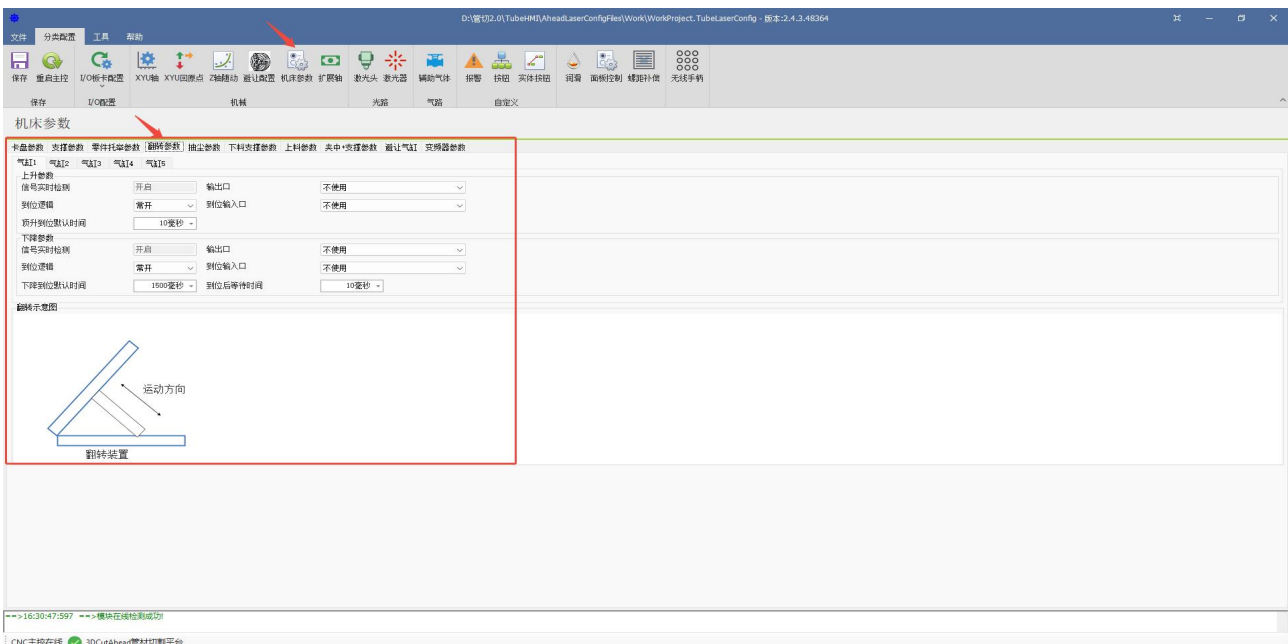 D:\管切2.0\TubeHMI\AheadLaserConfigFiles\Work\WorkProject.TubeLaserConfig - 版本:2.4.3.48364
文件 分类配置 工具 帮助
保存 重启主控 I/O板卡配置 XYU轴 XYU回原点 Z轴随动 避让配置 机床参数 扩展轴 激光头 激光器 辅助气体 报警 按钮 实体按钮 润滑 面板控制 螺距补偿 无线手柄
保存 I/O配置 机械 光路 气路 自定义
机床参数
卡盘参数 支撑参数 零件托举参数 翻转参数 抽尘参数 下料支撑参数 上料参数 夹中+支撑参数 避让气缸 变频器参数
气缸1 气缸2 气缸3 气缸4 气缸5
上升参数
信号实时检测 开启 输出口 不使用
到位逻辑 常开 到位输入口 不使用
顶升到位默认时间 10毫秒
下降参数
信号实时检测 开启 输出口 不使用
到位逻辑 常开 到位输入口 不使用
下降到位默认时间 1500毫秒 到位后等待时间 10毫秒
翻转示意图
运动方向
翻转装置
==>16:30:47:597 ==>模块在线检测成功!
CNC主控在线 3DCutAhead管材切割平台